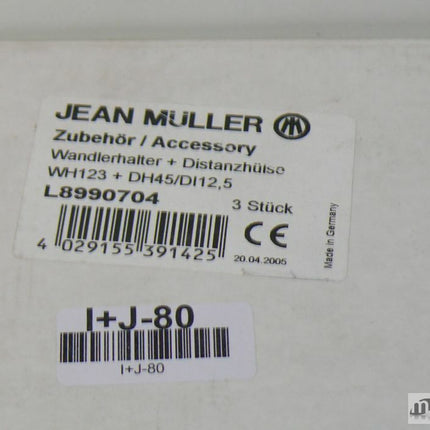 JEAN MÜLLER
Zubehör / Accessory
Wandlerhalter + Distanzhülse
WH123 + DH45/DI12,5
L8990704
3 Stück
4 029155 391425
CE
20.04.2005
Made in Germany
I+J-80
I+J-80